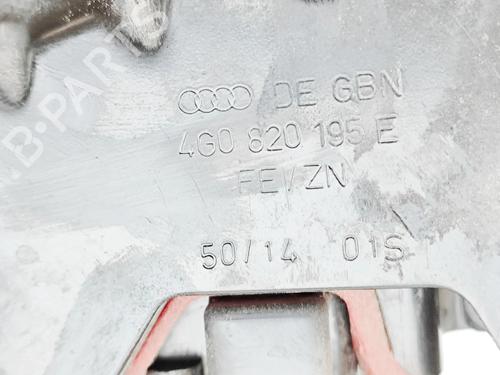 DE GBN
4G0 820 195 E
FE/ZN
50/14 01S
B-PARTS